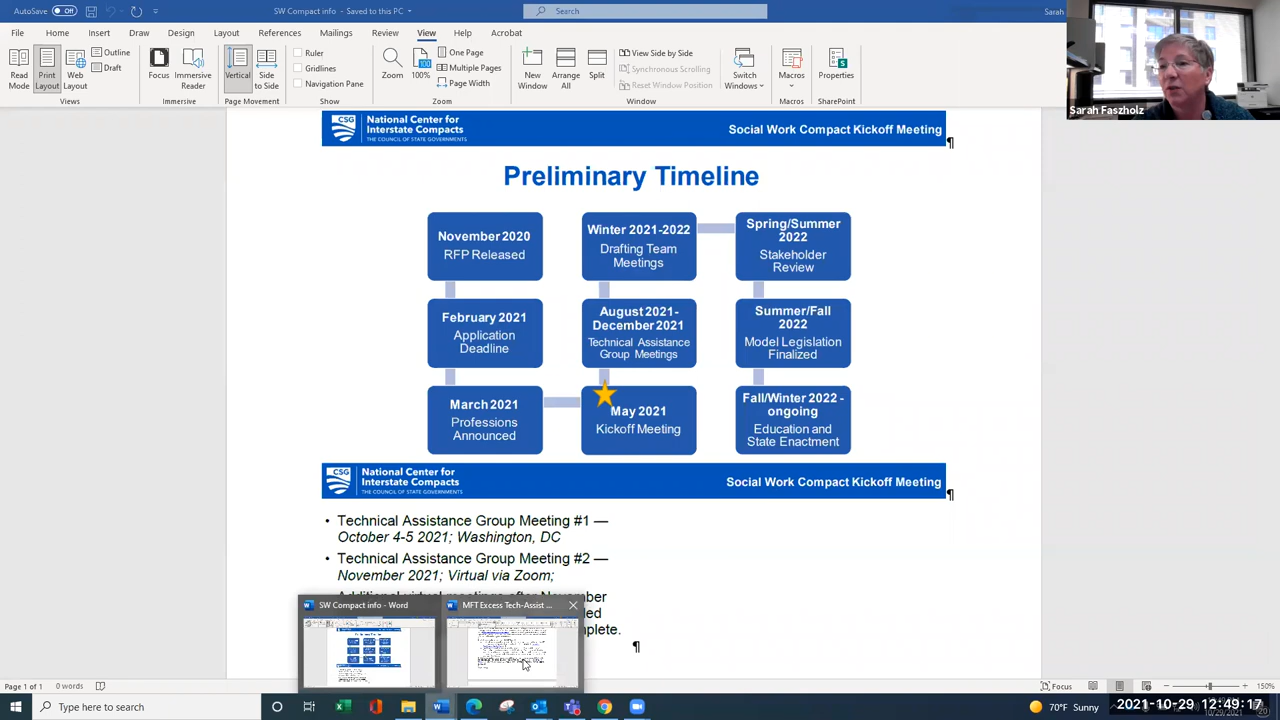 AutoSave Off
SW Compact info - Saved to this PC
Search
Sarah
File Home Insert Draw Design Layout References Mailings Review View Help Acrobat
Read Mode
Print Layout
Web Layout
Outline
Draft
Views
Focus
Immersive Reader
Immersive
Vertical
Side to Side
Page Movement
Ruler
Gridlines
Navigation Pane
Show
Zoom
100%
One Page
Multiple Pages
Page Width
Zoom
New Window
Arrange All
Split
View Side by Side
Synchronous Scrolling
Reset Window Position
Window
Switch Windows
Macros
Macros
Properties
SharePoint
Sarah Faszholz
CSG
National Center for
Interstate Compacts
THE COUNCIL OF STATE GOVERNMENTS
Social Work Compact Kickoff Meeting ¶
Preliminary Timeline
November 2020
RFP Released
February 2021
Application
Deadline
March 2021
Professions
Announced
Winter 2021-2022
Drafting Team
Meetings
August 2021-
December 2021
Technical Assistance
Group Meetings
May 2021
Kickoff Meeting
Spring/Summer
2022
Stakeholder
Review
Summer/Fall
2022
Model Legislation
Finalized
Fall/Winter 2022 -
ongoing
Education and
State Enactment
CSG
National Center for
Interstate Compacts
THE COUNCIL OF STATE GOVERNMENTS
Social Work Compact Kickoff Meeting ¶
• Technical Assistance Group Meeting #1 —
October 4-5 2021; Washington, DC
• Technical Assistance Group Meeting #2 —
November 2021; Virtual via Zoom;
¶
SW Compact info - Word
MFT Excess Tech-Assist ...
Page 1 of 1
0 words
Focus
150%
Type here to search
70°F Sunny
2021-10-29 12:49:17